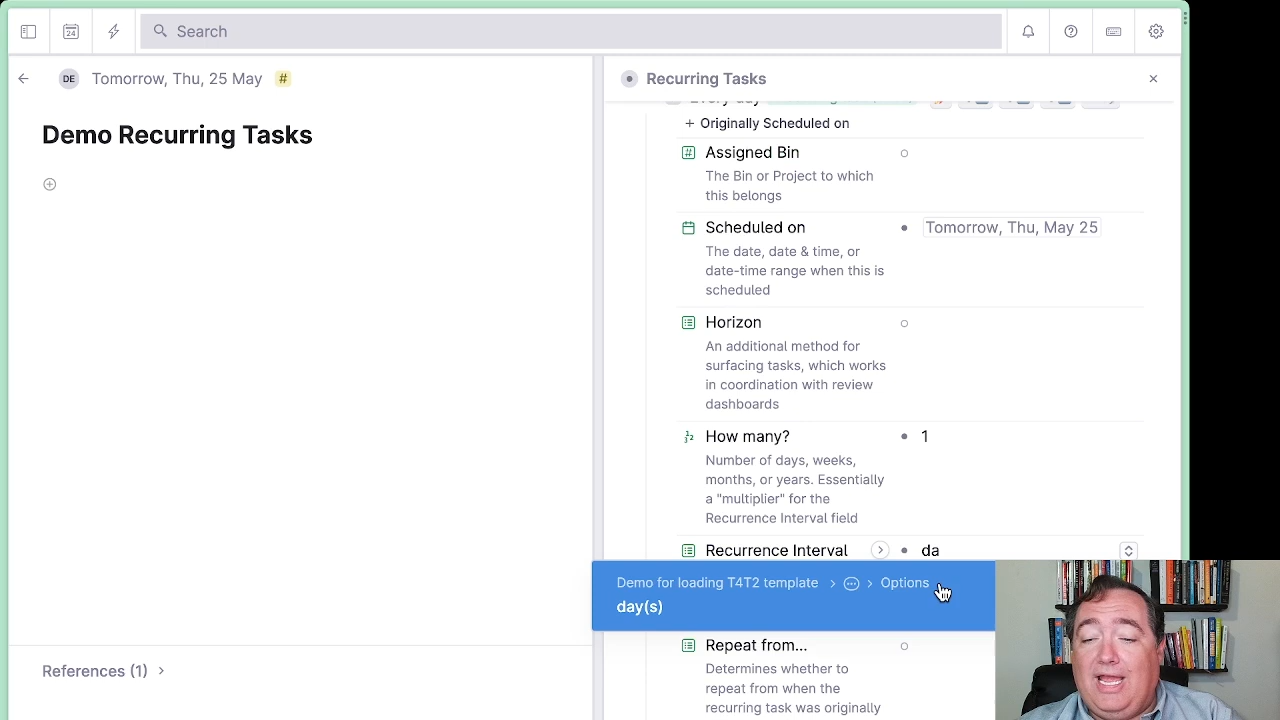 24
Search
DE
Tomorrow, Thu, 25 May
#
Demo Recurring Tasks
References (1)
Recurring Tasks
Every day
+ Originally Scheduled on
Assigned Bin
The Bin or Project to which
this belongs
Scheduled on
Tomorrow, Thu, May 25
The date, date & time, or
date-time range when this is
scheduled
Horizon
An additional method for
surfacing tasks, which works
in coordination with review
dashboards
How many?
1
Number of days, weeks,
months, or years. Essentially
a "multiplier" for the
Recurrence Interval field
Recurrence Interval
da
Demo for loading T4T2 template > ... > Options
day(s)
Repeat from...
Determines whether to
repeat from when the
recurring task was originally